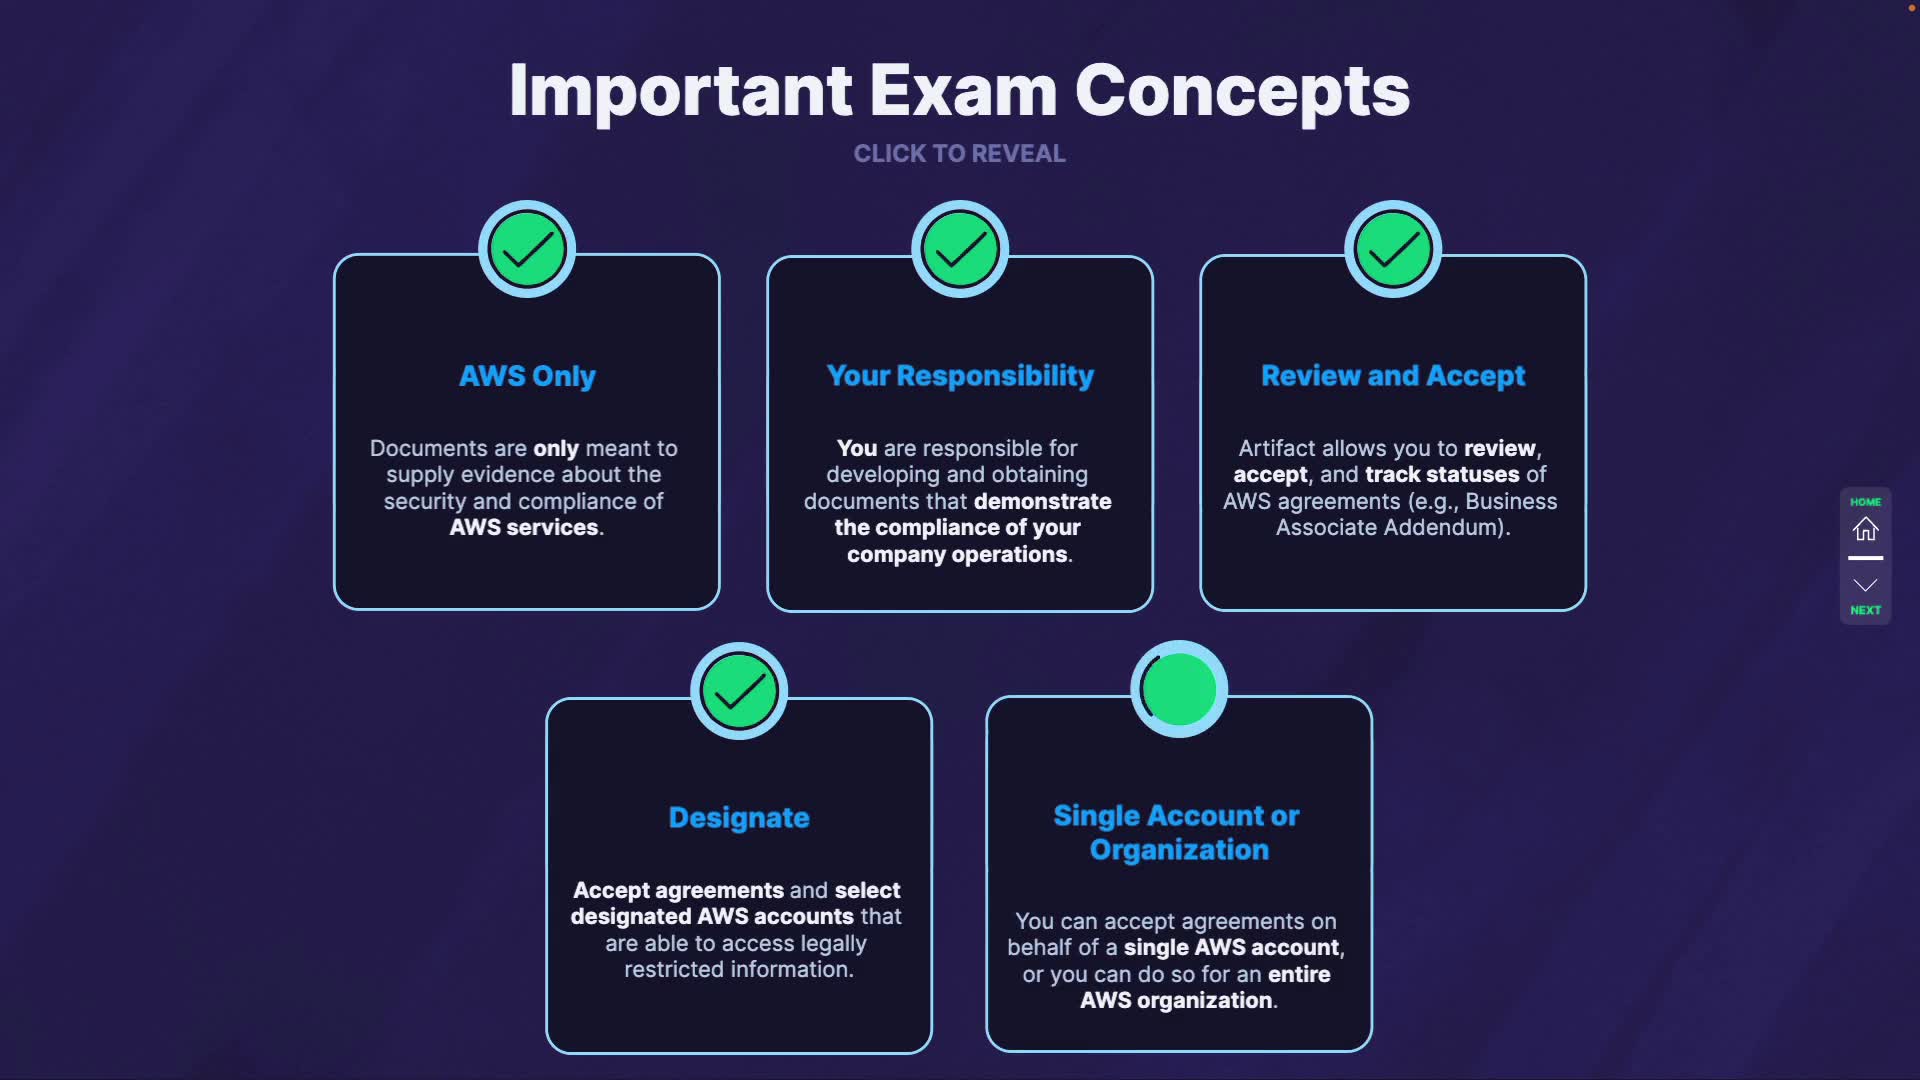 Important Exam Concepts
CLICK TO REVEAL
AWS Only
Documents are only meant to
supply evidence about the
security and compliance of
AWS services.
Your Responsibility
You are responsible for
developing and obtaining
documents that demonstrate
the compliance of your
company operations.
Review and Accept
Artifact allows you to review,
accept, and track statuses of
AWS agreements (e.g., Business
Associate Addendum).
Designate
Accept agreements and select
designated AWS accounts that
are able to access legally
restricted information.
Single Account or
Organization
You can accept agreements on
behalf of a single AWS account,
or you can do so for an entire
AWS organization.
HOME
NEXT